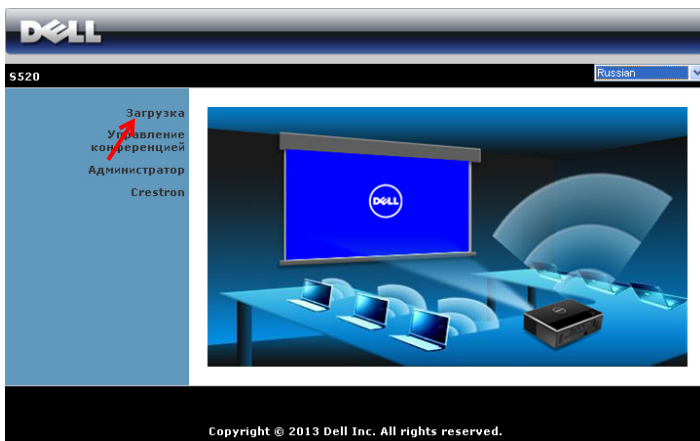 DELL
S520
Russian
Загрузка
Управление
конференцией
Администратор
Crestron
DELL
Copyright © 2013 Dell Inc. All rights reserved.